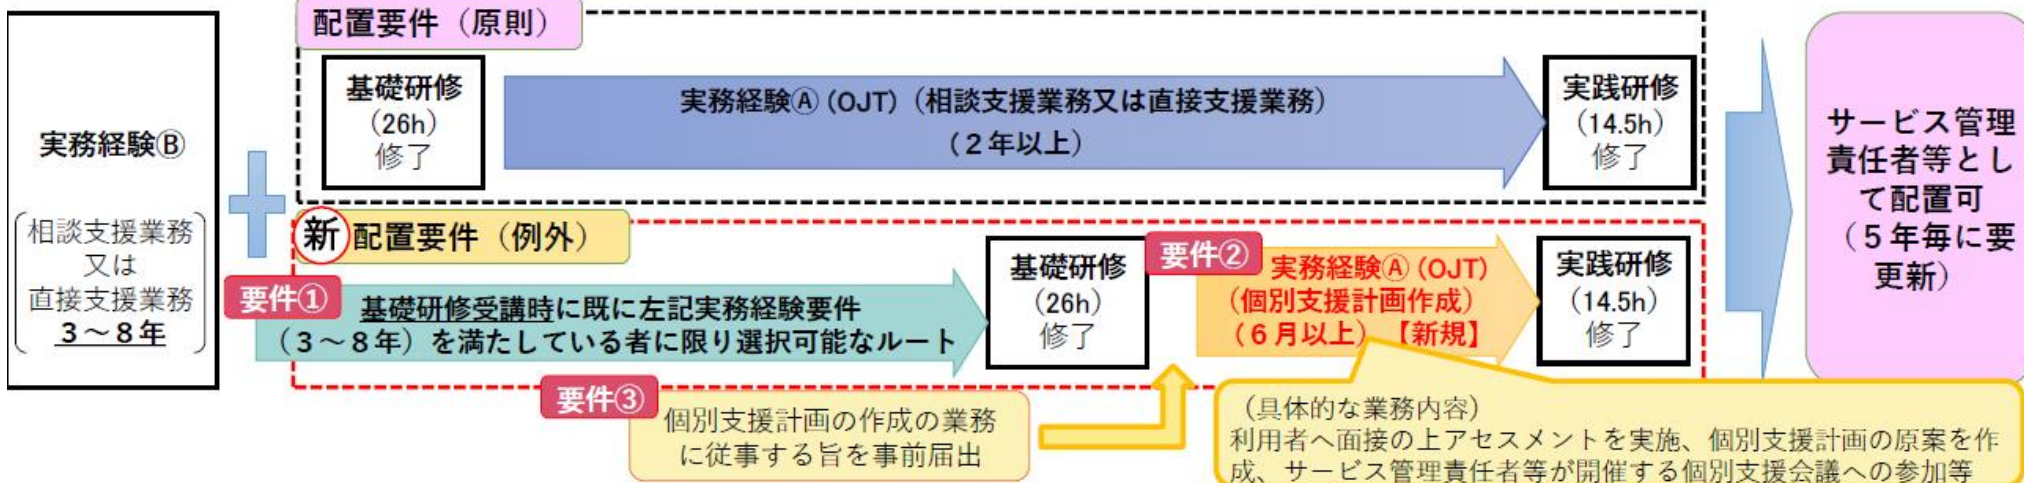 実務経験Ⓑ
相談支援業務
又は
直接支援業務
３～８年
配置要件（原則）
基礎研修
（26h）
修了
実務経験Ⓐ（OJT）（相談支援業務又は直接支援業務）
（２年以上）
実践研修
（14.5h）
修了
新 配置要件（例外）
要件①
基礎研修受講時に既に左記実務経験要件
（３～８年）を満たしている者に限り選択可能なルート
基礎研修
（26h）
修了
要件②
実務経験Ⓐ（OJT）
（個別支援計画作成）
（６月以上）【新規】
実践研修
（14.5h）
修了
要件③
個別支援計画の作成の業務
に従事する旨を事前届出
（具体的な業務内容）
利用者へ面接の上アセスメントを実施、個別支援計画の原案を作
成、サービス管理責任者等が開催する個別支援会議への参加等
サービス管理
責任者等とし
て配置可
（５年毎に要
更新）